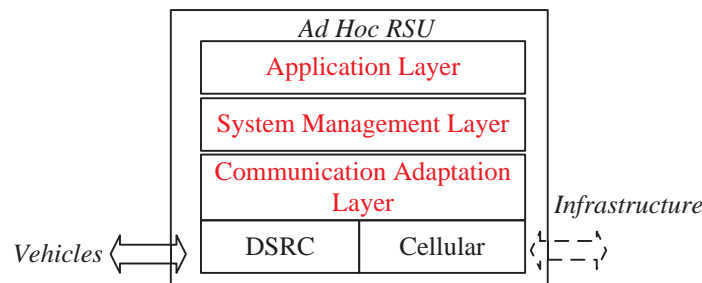 Ad Hoc RSU
Application Layer
System Management Layer
Communication Adaptation
Layer
Infrastructure
Vehicles
DSRC
Cellular